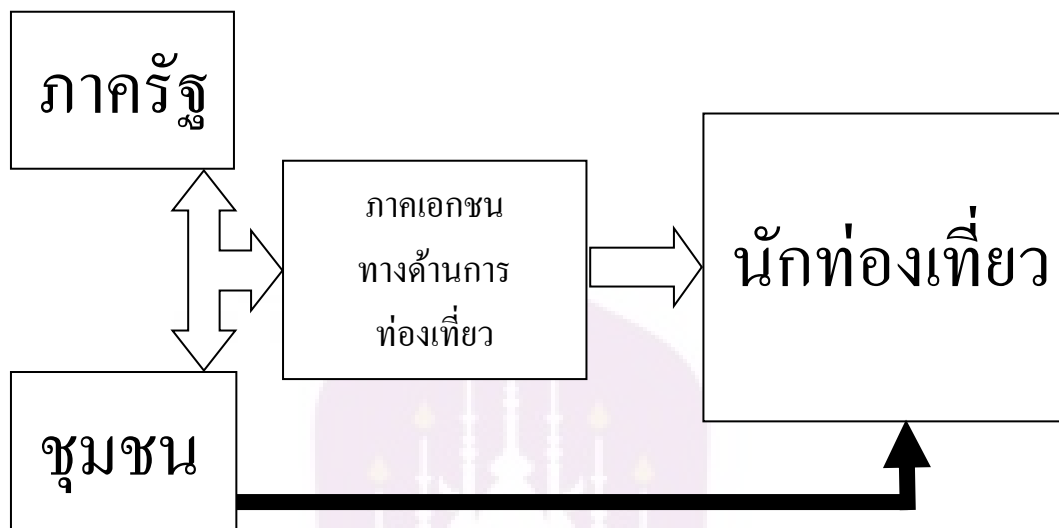 ภาครัฐ
ภาคเอกชน
ทางด้านการ
ท่องเที่ยว
นักท่องเที่ยว
ชุมชน